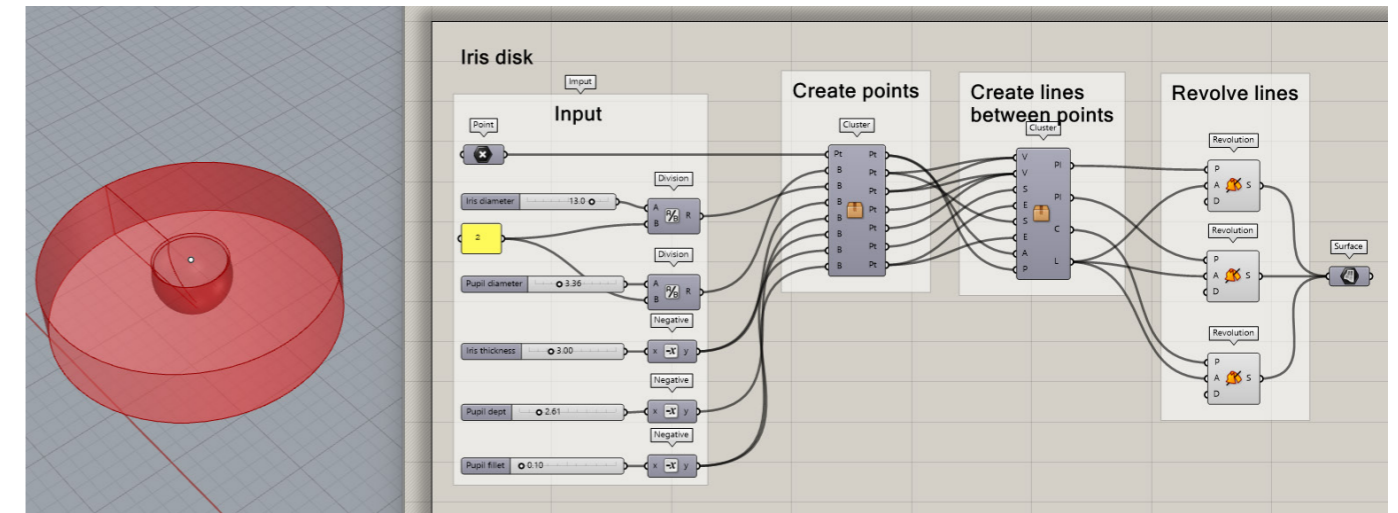 Iris disk
Imput
Input
Point
Iris diameter 13.0
2
Division
A B R
A/B
Pupil diameter 3.36
Division
A B R
A/B
Iris thickness 3.00
Negative
x -x y
Pupil dept 2.61
Negative
x -x y
Pupil fillet 0.10
Negative
x -x y
Create points
Cluster
Pt Pt
B Pt
B Pt
B Pt
B Pt
B Pt
B Pt
B
Create lines
between points
Cluster
V
V
S
E
S
E
A
P
Pl
Pl
C
L
Revolve lines
Revolution
P
A S
D
Revolution
P
A S
D
Revolution
P
A S
D
Surface